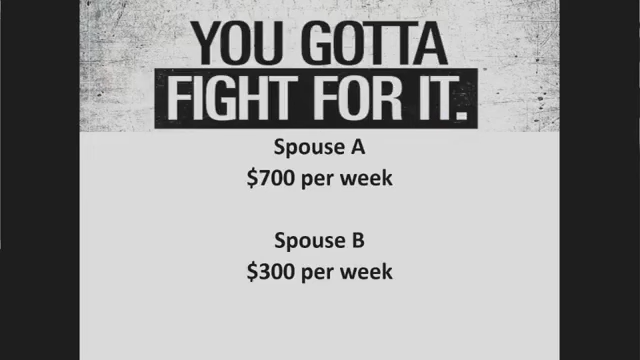 YOU GOTTA
FIGHT FOR IT.
Spouse A
$700 per week
Spouse B
$300 per week